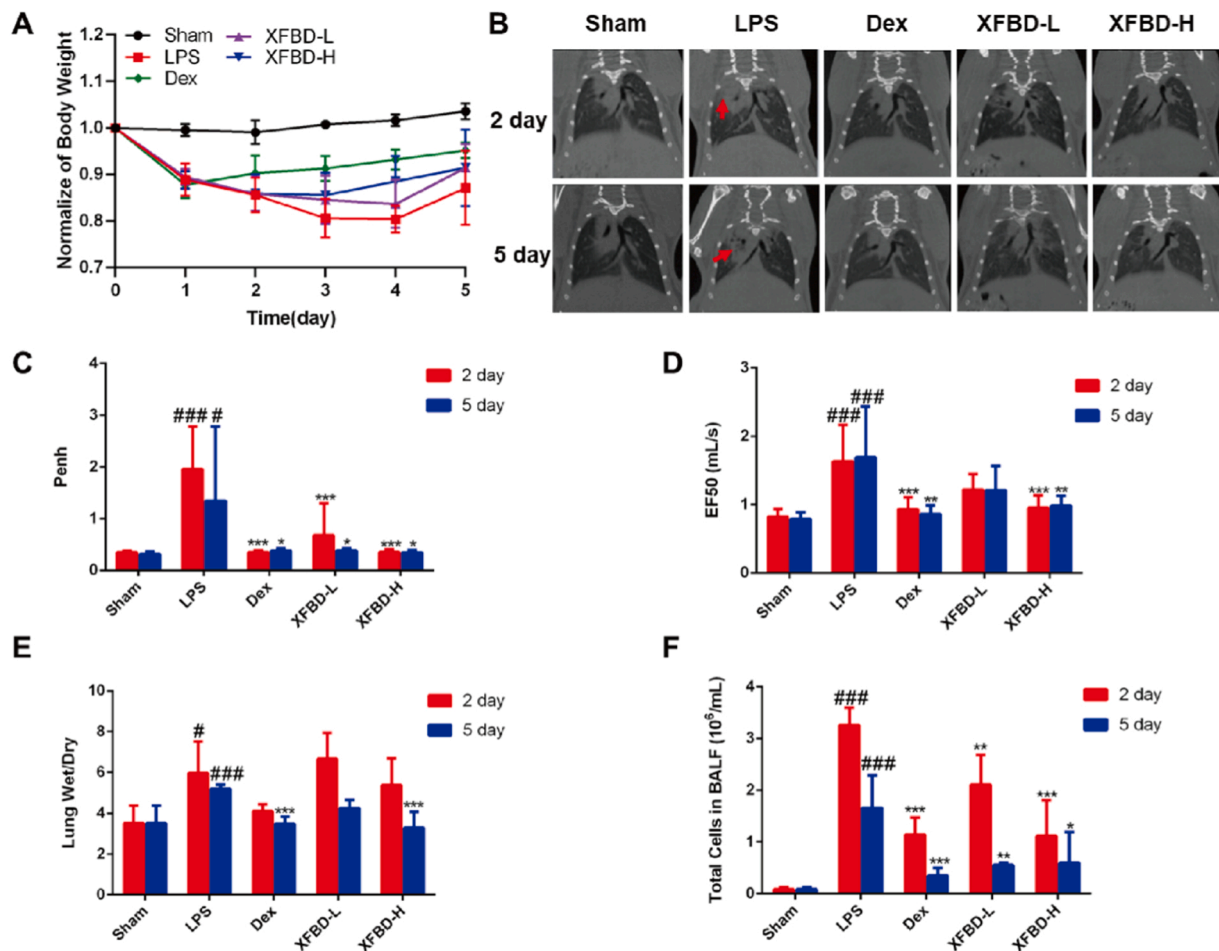 A
Normalize of Body Weight
1.2
1.1
1.0
0.9
0.8
0.7
0 1 2 3 4 5
Time(day)
Sham
LPS
Dex
XFBD-L
XFBD-H
B
Sham LPS Dex XFBD-L XFBD-H
2 day
5 day
C
Penh
4
3
2
1
0
### #
*** *
*** *
*** *
Sham LPS Dex XFBD-L XFBD-H
2 day
5 day
D
EF50 (mL/s)
3
2
1
0
### ###
*** **
*** **
Sham LPS Dex XFBD-L XFBD-H
2 day
5 day
E
Lung Wet/Dry
10
8
6
4
2
0
# ###
***
***
Sham LPS Dex XFBD-L XFBD-H
2 day
5 day
F
Total Cells in BALF (10⁶/mL)
4
3
2
1
0
### ###
*** ***
** **
*** *
Sham LPS Dex XFBD-L XFBD-H
2 day
5 day